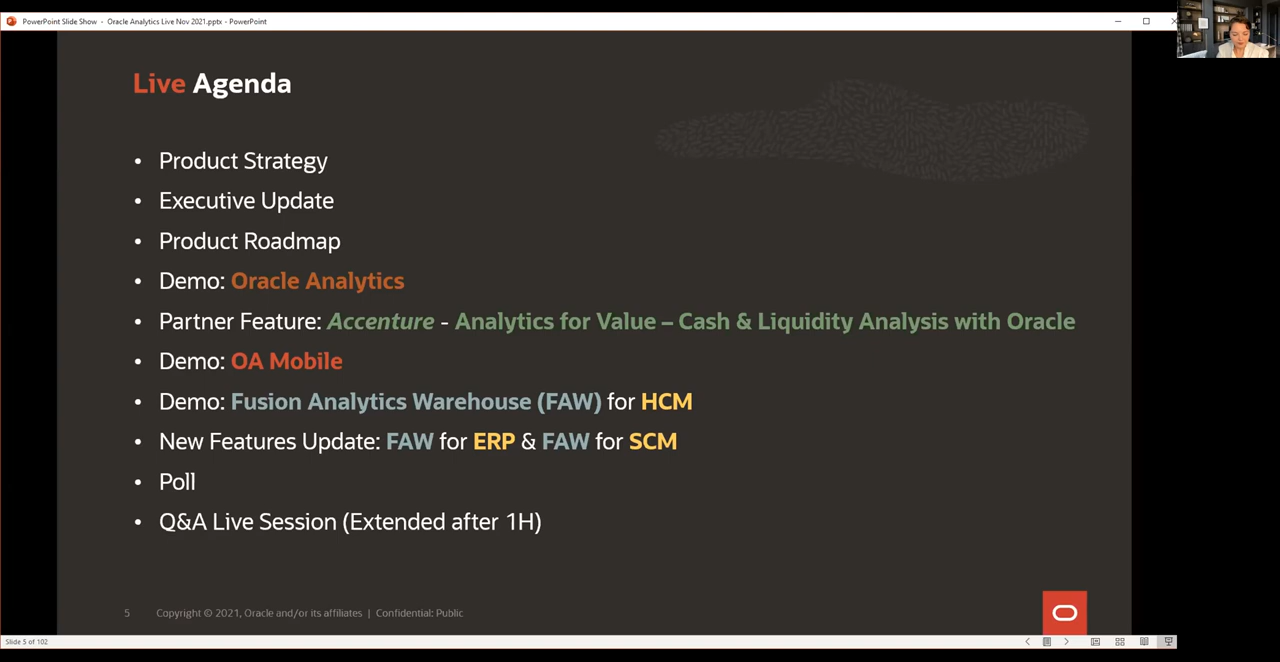 PowerPoint Slide Show - Oracle Analytics Live Nov 2021.pptx - PowerPoint
Live Agenda
• Product Strategy
• Executive Update
• Product Roadmap
• Demo: Oracle Analytics
• Partner Feature: Accenture - Analytics for Value – Cash & Liquidity Analysis with Oracle
• Demo: OA Mobile
• Demo: Fusion Analytics Warehouse (FAW) for HCM
• New Features Update: FAW for ERP & FAW for SCM
• Poll
• Q&A Live Session (Extended after 1H)
5 Copyright © 2021, Oracle and/or its affiliates | Confidential: Public
Slide 5 of 102